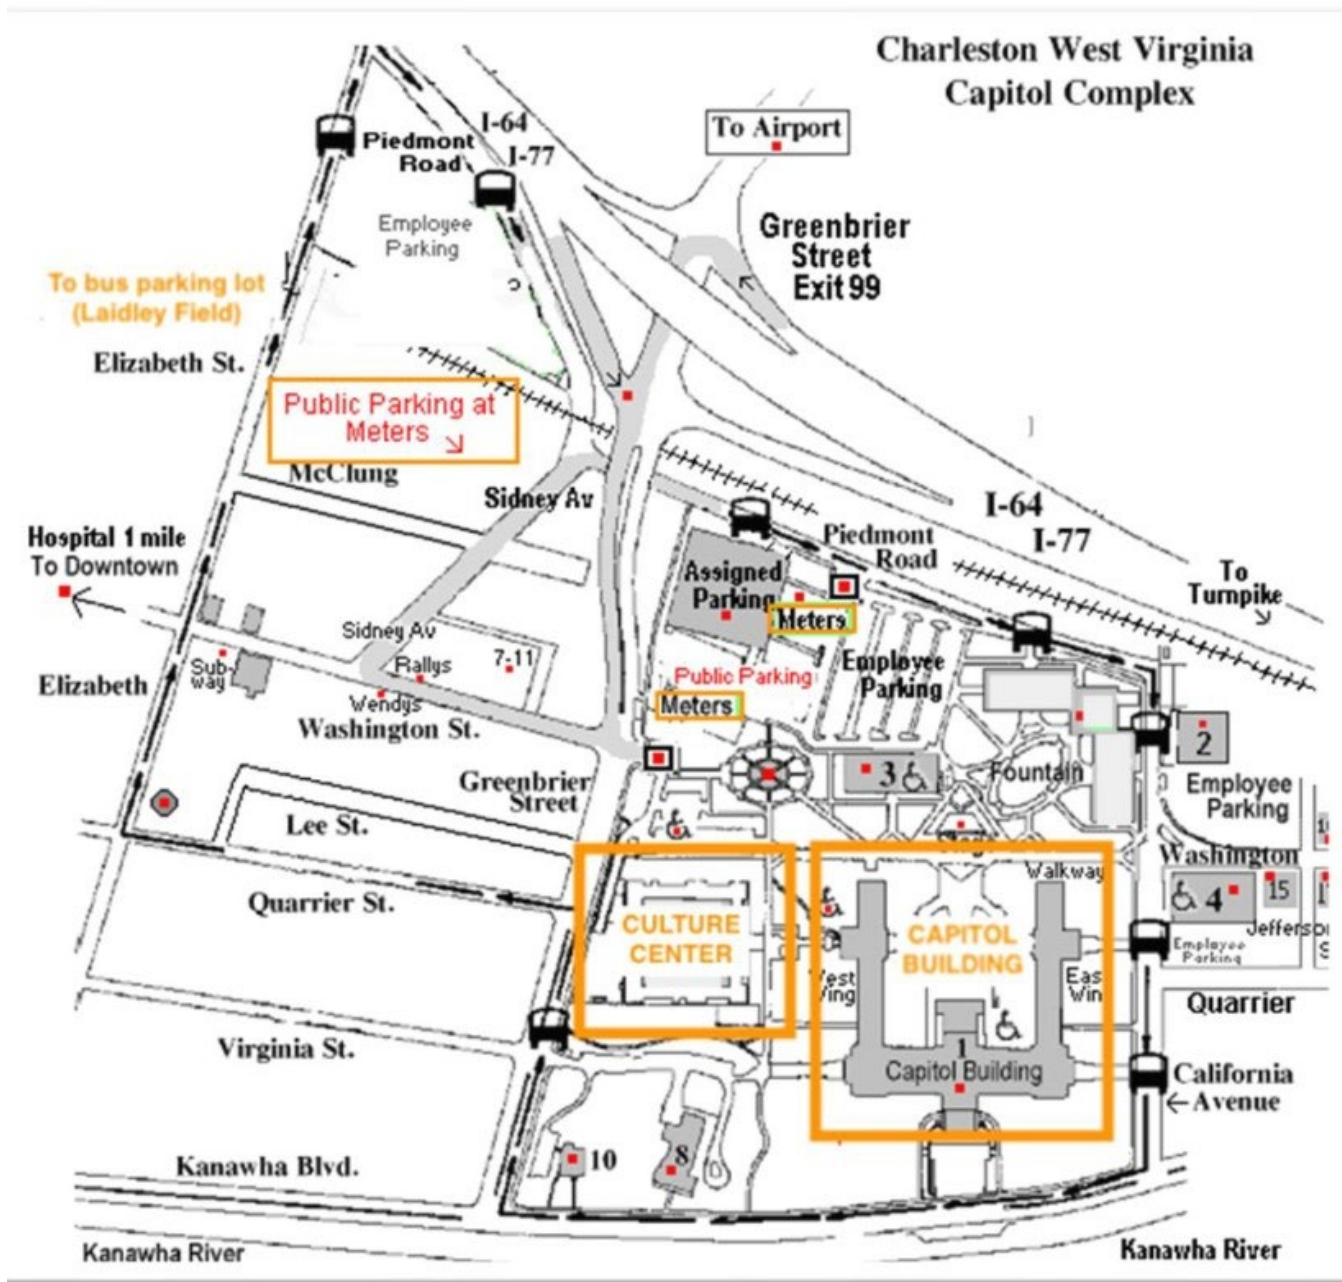 Charleston West Virginia
Capitol Complex
To Airport
I-64
I-77
Piedmont
Road
Employee
Parking
Greenbrier
Street
Exit 99
To bus parking lot
(Laidley Field)
Elizabeth St.
Public Parking at
Meters
McClung
Sidney Av
I-64
I-77
Hospital 1 mile
To Downtown
Piedmont
Road
To
Turnpike
Assigned
Parking
Meters
Sidney Av
Rallys
7-11
Sub-
way
Wendys
Elizabeth
Washington St.
Public Parking
Meters
Employee
Parking
2
Greenbrier
Street
3
Fountain
Employee
Parking
Lee St.
Washington
Walkway
Quarrier St.
CULTURE
CENTER
CAPITOL
BUILDING
4
15
Jefferson
Employee
Parking
East
Quarrier
Virginia St.
1
Capitol Building
California
Avenue
Kanawha Blvd.
10
8
Kanawha River
Kanawha River